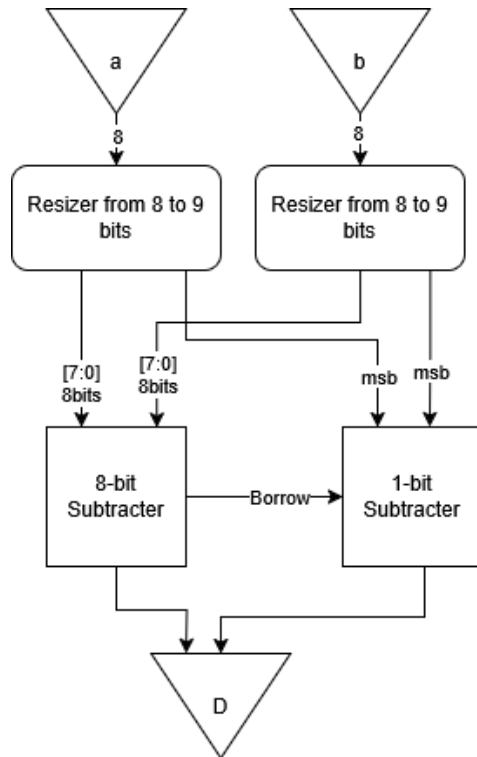 a
b
8
8
Resizer from 8 to 9
bits
Resizer from 8 to 9
bits
[7:0]
8bits
[7:0]
8bits
msb
msb
8-bit
Subtracter
Borrow
1-bit
Subtracter
D